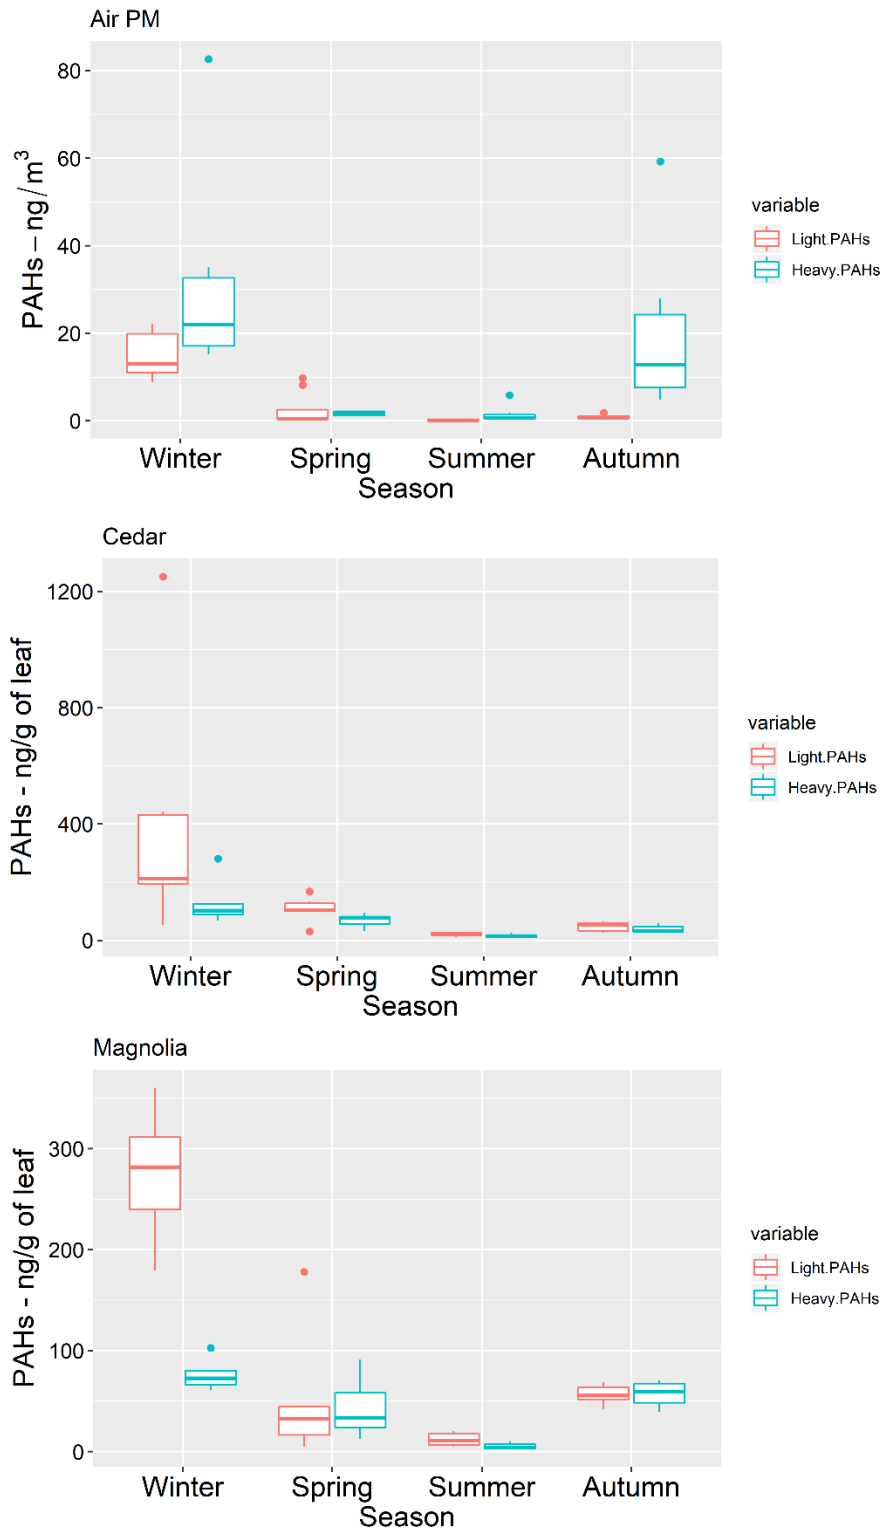 Air PM
PAHs – ng/m³
80
60
40
20
0
Winter Spring Summer Autumn
Season
variable
Light.PAHs
Heavy.PAHs
Cedar
PAHs - ng/g of leaf
1200
800
400
0
Winter Spring Summer Autumn
Season
variable
Light.PAHs
Heavy.PAHs
Magnolia
PAHs - ng/g of leaf
300
200
100
0
Winter Spring Summer Autumn
Season
variable
Light.PAHs
Heavy.PAHs